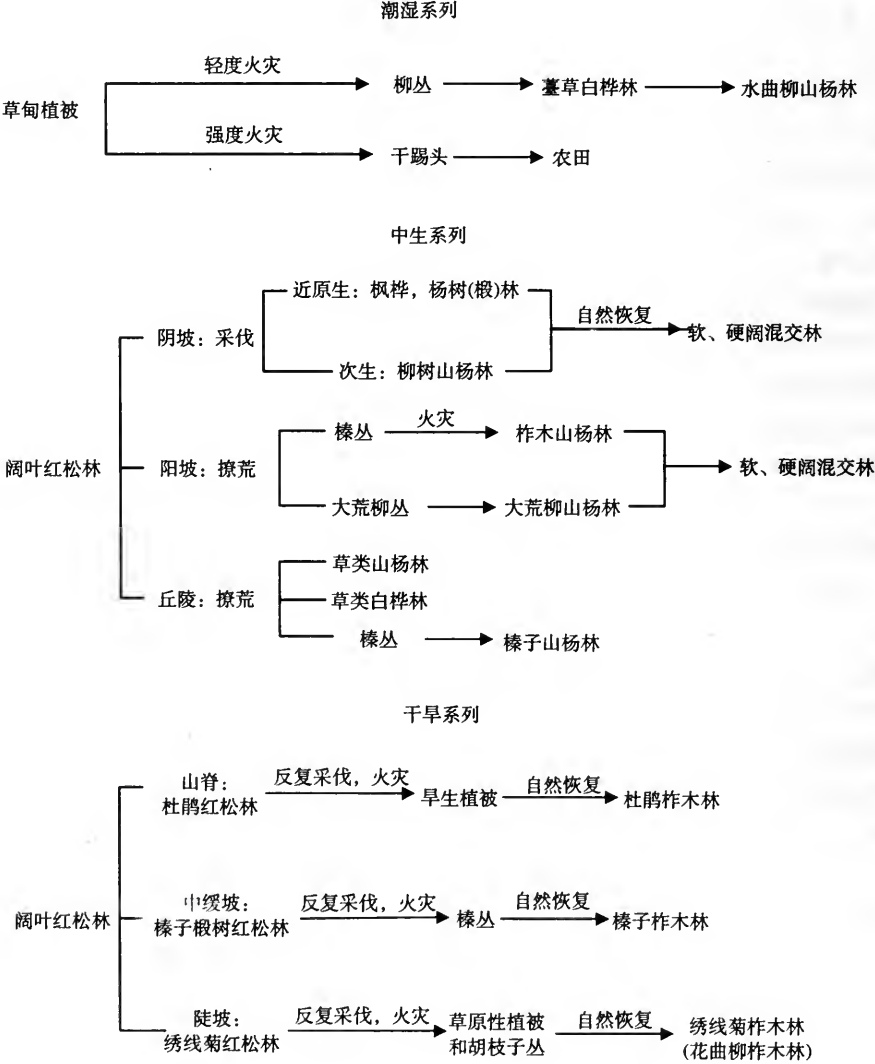 潮湿系列
轻度火灾
柳丛
薹草白桦林
水曲柳山杨林
草甸植被
强度火灾
干踢头
农田
中生系列
近原生：枫桦，杨树(椴)林
自然恢复
阴坡：采伐
软、硬阔混交林
次生：柳树山杨林
火灾
榛丛
柞木山杨林
阔叶红松林
阳坡：撩荒
软、硬阔混交林
大荒柳丛
大荒柳山杨林
草类山杨林
丘陵：撩荒
草类白桦林
榛丛
榛子山杨林
干旱系列
山脊：
杜鹃红松林
反复采伐，火灾
旱生植被
自然恢复
杜鹃柞木林
阔叶红松林
中缓坡：
榛子椴树红松林
反复采伐，火灾
榛丛
自然恢复
榛子柞木林
陡坡：
绣线菊红松林
反复采伐，火灾
草原性植被
和胡枝子丛
自然恢复
绣线菊柞木林
(花曲柳柞木林)